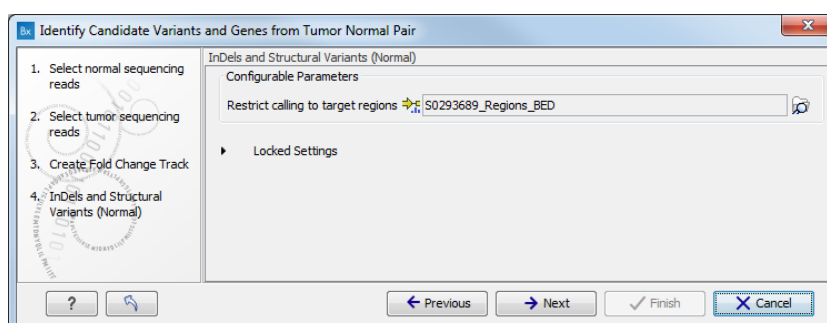 Bx Identify Candidate Variants and Genes from Tumor Normal Pair
1. Select normal sequencing
reads
2. Select tumor sequencing
reads
3. Create Fold Change Track
4. InDels and Structural
Variants (Normal)
InDels and Structural Variants (Normal)
Configurable Parameters
Restrict calling to target regions S0293689_Regions_BED
Locked Settings
? Previous Next Finish Cancel